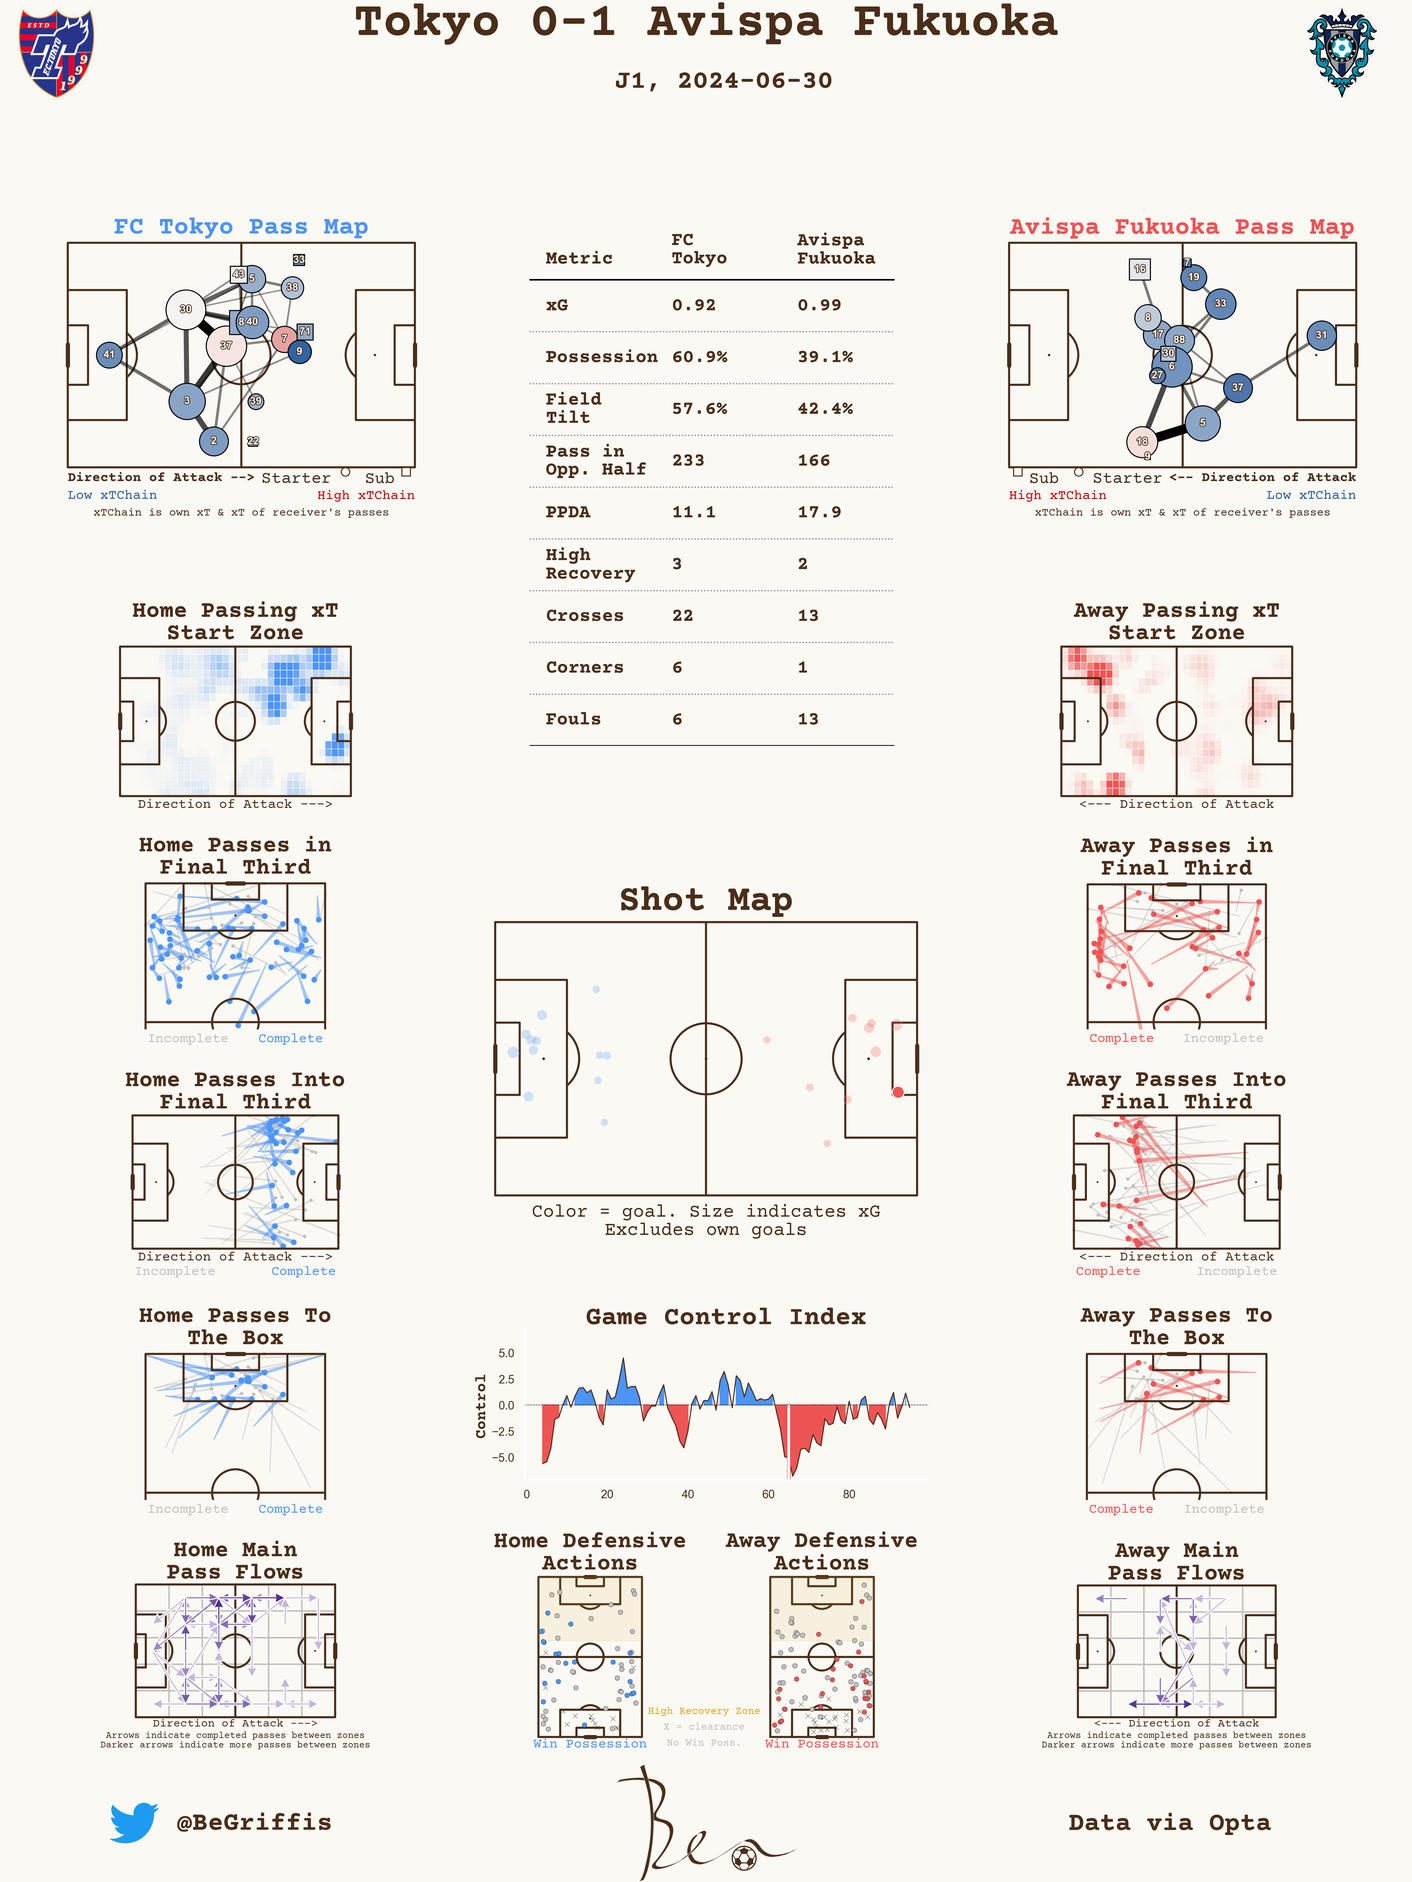 Tokyo 0-1 Avispa Fukuoka
J1, 2024-06-30
ESTD
FCTOKYO
1999
FC Tokyo Pass Map
43
5
33
38
30
8
40
71
7
9
37
41
3
39
2
22
Direction of Attack --> Starter Sub
Low xTChain High xTChain
xTChain is own xT & xT of receiver's passes
Metric FC Tokyo Avispa Fukuoka
xG 0.92 0.99
Possession 60.9% 39.1%
Field Tilt 57.6% 42.4%
Pass in Opp. Half 233 166
PPDA 11.1 17.9
High Recovery 3 2
Crosses 22 13
Corners 6 1
Fouls 6 13
Avispa Fukuoka Pass Map
16
7
19
33
8
17
88
31
30
6
27
37
5
18
9
Sub Starter <-- Direction of Attack
High xTChain Low xTChain
xTChain is own xT & xT of receiver's passes
Home Passing xT
Start Zone
Direction of Attack --->
Away Passing xT
Start Zone
<--- Direction of Attack
Home Passes in
Final Third
Incomplete Complete
Away Passes in
Final Third
Complete Incomplete
Shot Map
Color = goal. Size indicates xG
Excludes own goals
Home Passes Into
Final Third
Direction of Attack --->
Incomplete Complete
Away Passes Into
Final Third
<--- Direction of Attack
Complete Incomplete
Home Passes To
The Box
Incomplete Complete
Game Control Index
Control
5.0
2.5
0.0
−2.5
−5.0
0 20 40 60 80
Away Passes To
The Box
Complete Incomplete
Home Main
Pass Flows
Direction of Attack --->
Arrows indicate completed passes between zones
Darker arrows indicate more passes between zones
Home Defensive
Actions
Win Possession
High Recovery Zone
X = clearance
No Win Poss.
Away Defensive
Actions
Win Possession
Away Main
Pass Flows
<--- Direction of Attack
Arrows indicate completed passes between zones
Darker arrows indicate more passes between zones
@BeGriffis
Ben
Data via Opta